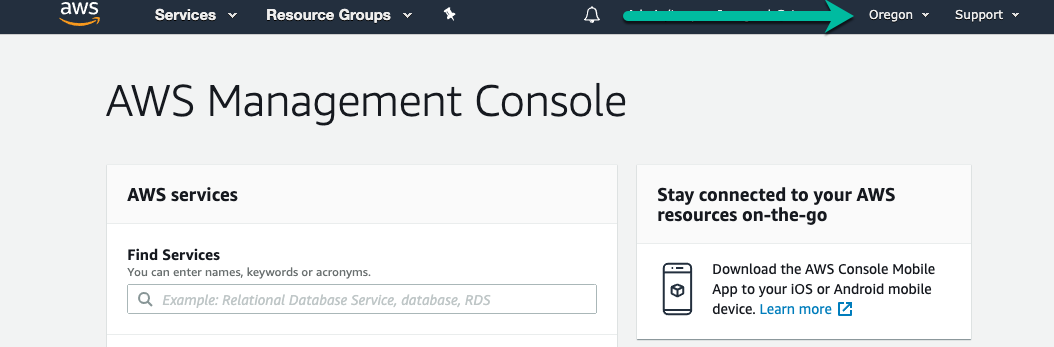 aws
Services Resource Groups Oregon Support
AWS Management Console
AWS services
Find Services
You can enter names, keywords or acronyms.
Example: Relational Database Service, database, RDS
Stay connected to your AWS
resources on-the-go
Download the AWS Console Mobile
App to your iOS or Android mobile
device. Learn more